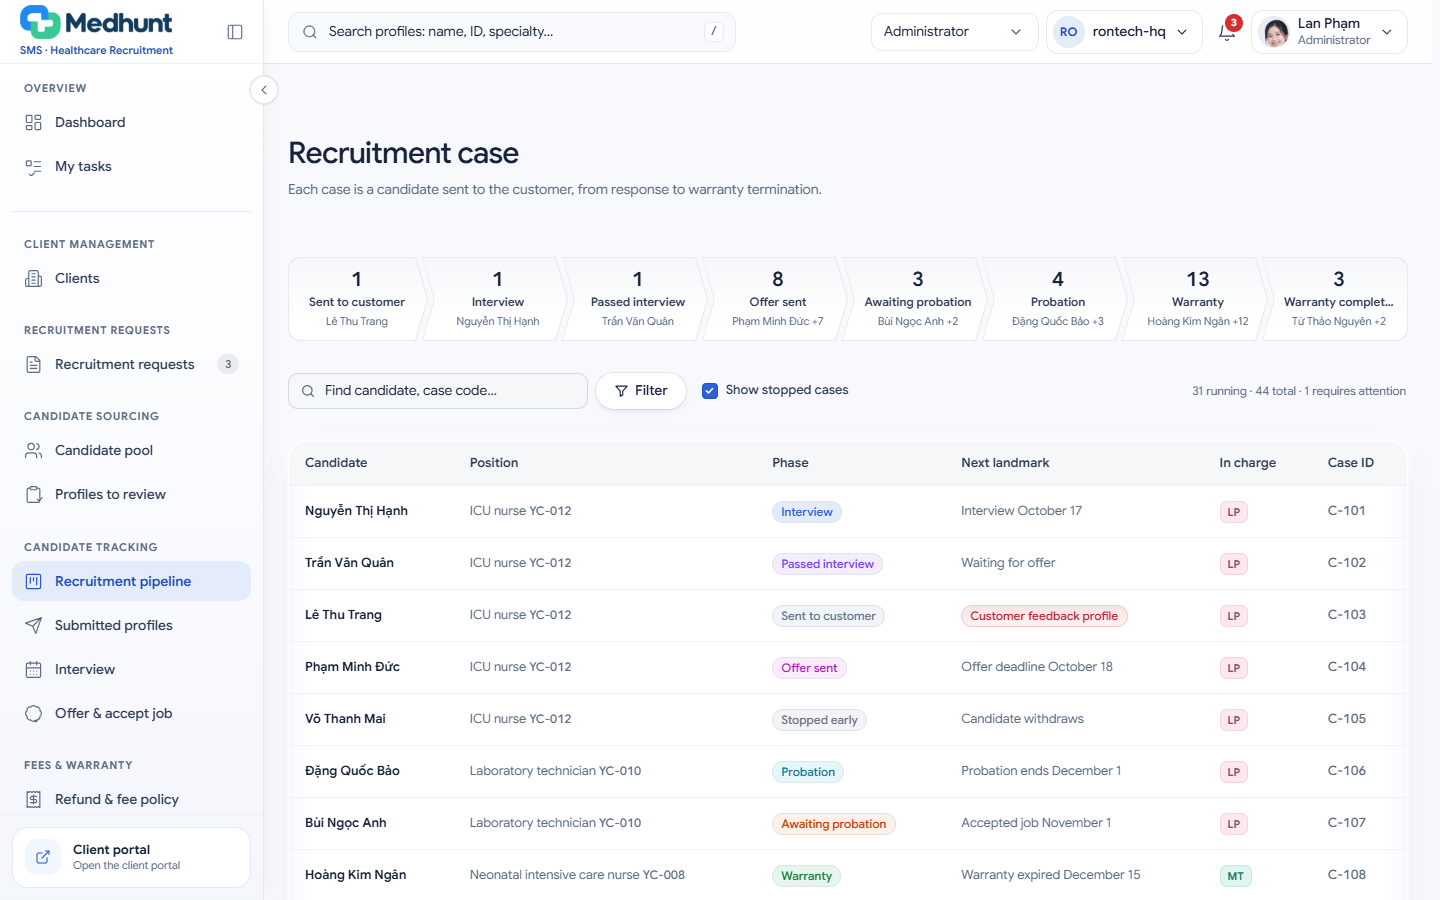 Medhunt
SMS · Healthcare Recruitment
Search profiles: name, ID, specialty...
/
Administrator
RO
rontech-hq
3
Lan Phạm
Administrator
OVERVIEW
Dashboard
My tasks
CLIENT MANAGEMENT
Clients
RECRUITMENT REQUESTS
Recruitment requests 3
CANDIDATE SOURCING
Candidate pool
Profiles to review
CANDIDATE TRACKING
Recruitment pipeline
Submitted profiles
Interview
Offer & accept job
FEES & WARRANTY
Refund & fee policy
Client portal
Open the client portal
Recruitment case
Each case is a candidate sent to the customer, from response to warranty termination.
1
Sent to customer
Lê Thu Trang
1
Interview
Nguyễn Thị Hạnh
1
Passed interview
Trần Văn Quân
8
Offer sent
Phạm Minh Đức +7
3
Awaiting probation
Bùi Ngọc Anh +2
4
Probation
Đặng Quốc Bảo +3
13
Warranty
Hoàng Kim Ngân +12
3
Warranty complet...
Từ Thảo Nguyên +2
Find candidate, case code...
Filter
Show stopped cases
31 running · 44 total · 1 requires attention
Candidate Position Phase Next landmark In charge Case ID
Nguyễn Thị Hạnh ICU nurse YC-012 Interview Interview October 17 LP C-101
Trần Văn Quân ICU nurse YC-012 Passed interview Waiting for offer LP C-102
Lê Thu Trang ICU nurse YC-012 Sent to customer Customer feedback profile LP C-103
Phạm Minh Đức ICU nurse YC-012 Offer sent Offer deadline October 18 LP C-104
Võ Thanh Mai ICU nurse YC-012 Stopped early Candidate withdraws LP C-105
Đặng Quốc Bảo Laboratory technician YC-010 Probation Probation ends December 1 LP C-106
Bùi Ngọc Anh Laboratory technician YC-010 Awaiting probation Accepted job November 1 LP C-107
Hoàng Kim Ngân Neonatal intensive care nurse YC-008 Warranty Warranty expired December 15 MT C-108